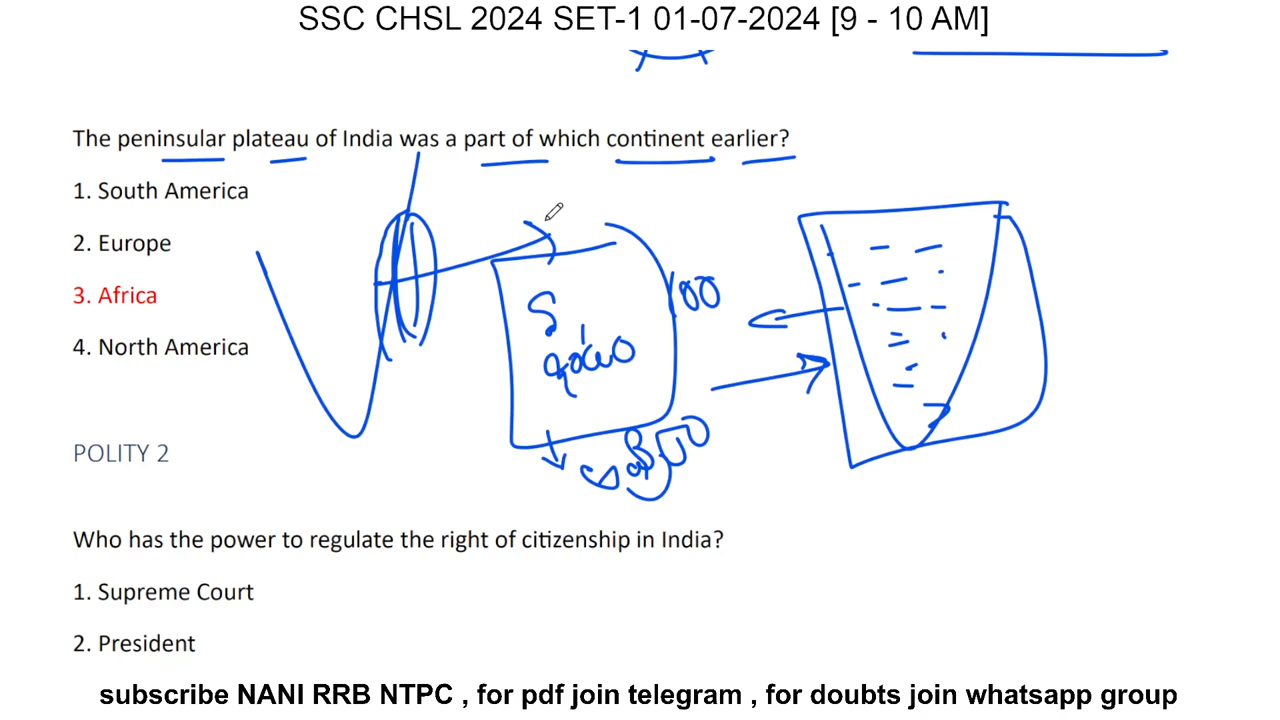 SSC CHSL 2024 SET-1 01-07-2024 [9 - 10 AM]
The peninsular plateau of India was a part of which continent earlier?
1. South America
2. Europe
3. Africa
4. North America
POLITY 2
Who has the power to regulate the right of citizenship in India?
1. Supreme Court
2. President
subscribe NANI RRB NTPC , for pdf join telegram , for doubts join whatsapp group